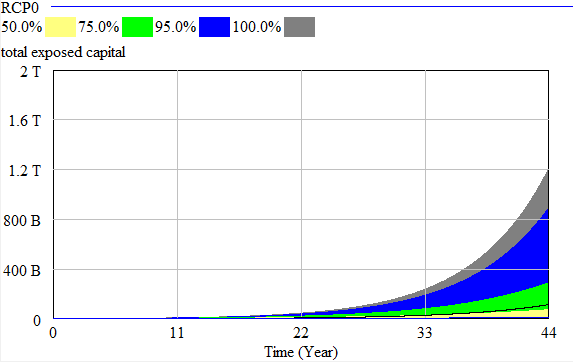 RCP0
50.0% 75.0% 95.0% 100.0%
total exposed capital
2 T
1.6 T
1.2 T
800 B
400 B
0
0 11 22 33 44
Time (Year)